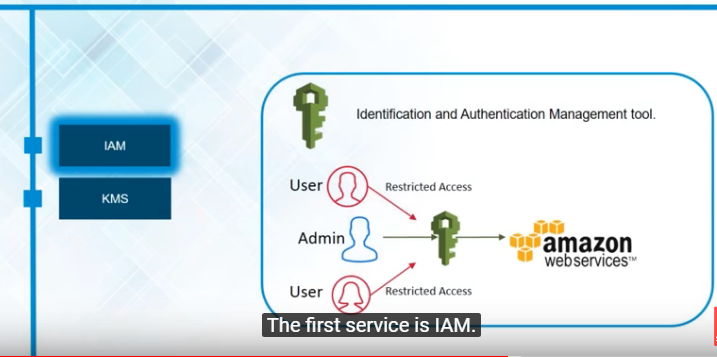 IAM
KMS
Identification and Authentication Management tool.
User
Restricted Access
Admin
amazon
webservices™
User
Restricted Access
The first service is IAM.